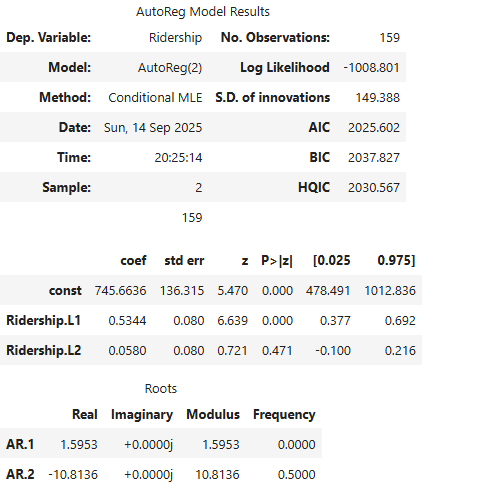 AutoReg Model Results
Dep. Variable: Ridership No. Observations: 159
Model: AutoReg(2) Log Likelihood -1008.801
Method: Conditional MLE S.D. of innovations 149.388
Date: Sun, 14 Sep 2025 AIC 2025.602
Time: 20:25:14 BIC 2037.827
Sample: 2 HQIC 2030.567
159
coef std err z P>|z| [0.025 0.975]
const 745.6636 136.315 5.470 0.000 478.491 1012.836
Ridership.L1 0.5344 0.080 6.639 0.000 0.377 0.692
Ridership.L2 0.0580 0.080 0.721 0.471 -0.100 0.216
Roots
Real Imaginary Modulus Frequency
AR.1 1.5953 +0.0000j 1.5953 0.0000
AR.2 -10.8136 +0.0000j 10.8136 0.5000